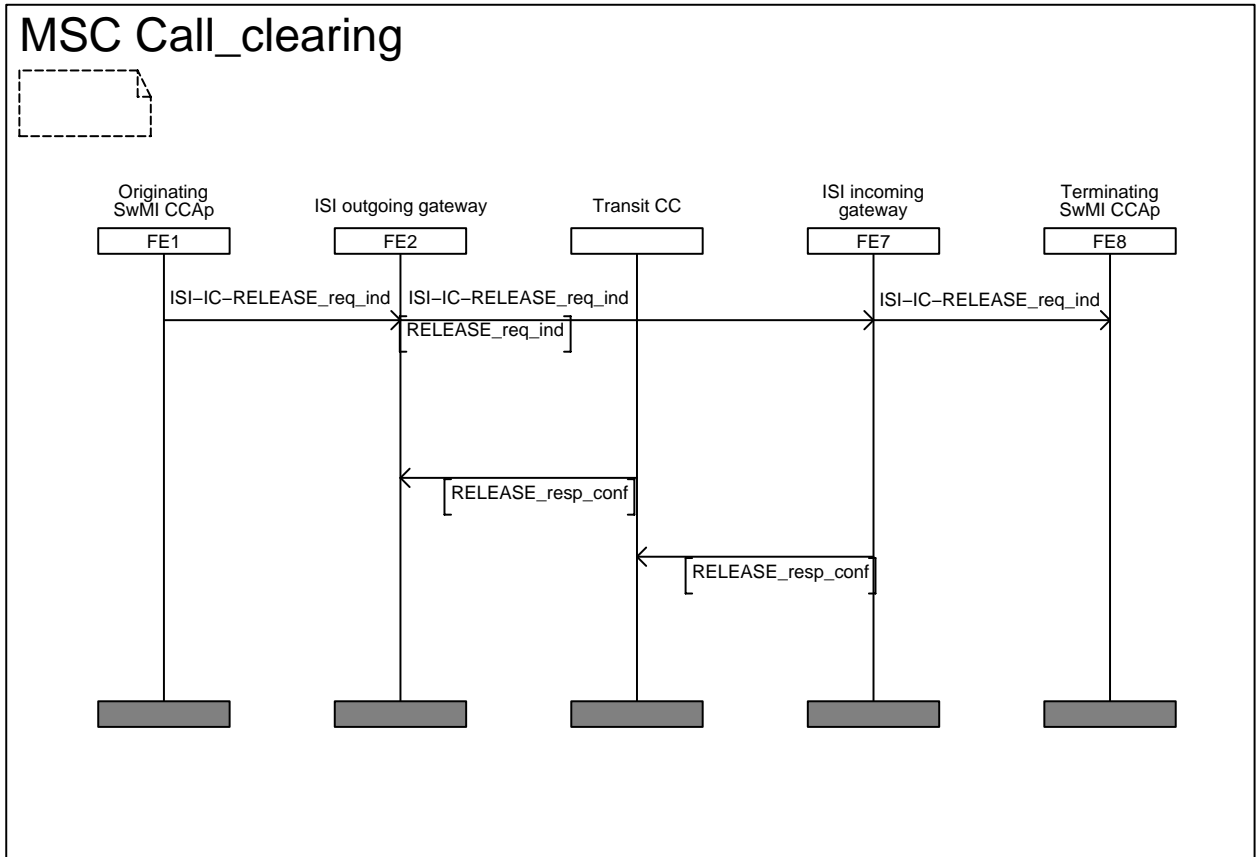 MSC Call_clearing
Originating
SwMI CCAp
ISI outgoing gateway
Transit CC
ISI incoming
gateway
Terminating
SwMI CCAp
FE1
FE2
FE7
FE8
ISI–IC–RELEASE_req_ind
ISI–IC–RELEASE_req_ind
ISI–IC–RELEASE_req_ind
RELEASE_req_ind
RELEASE_resp_conf
RELEASE_resp_conf